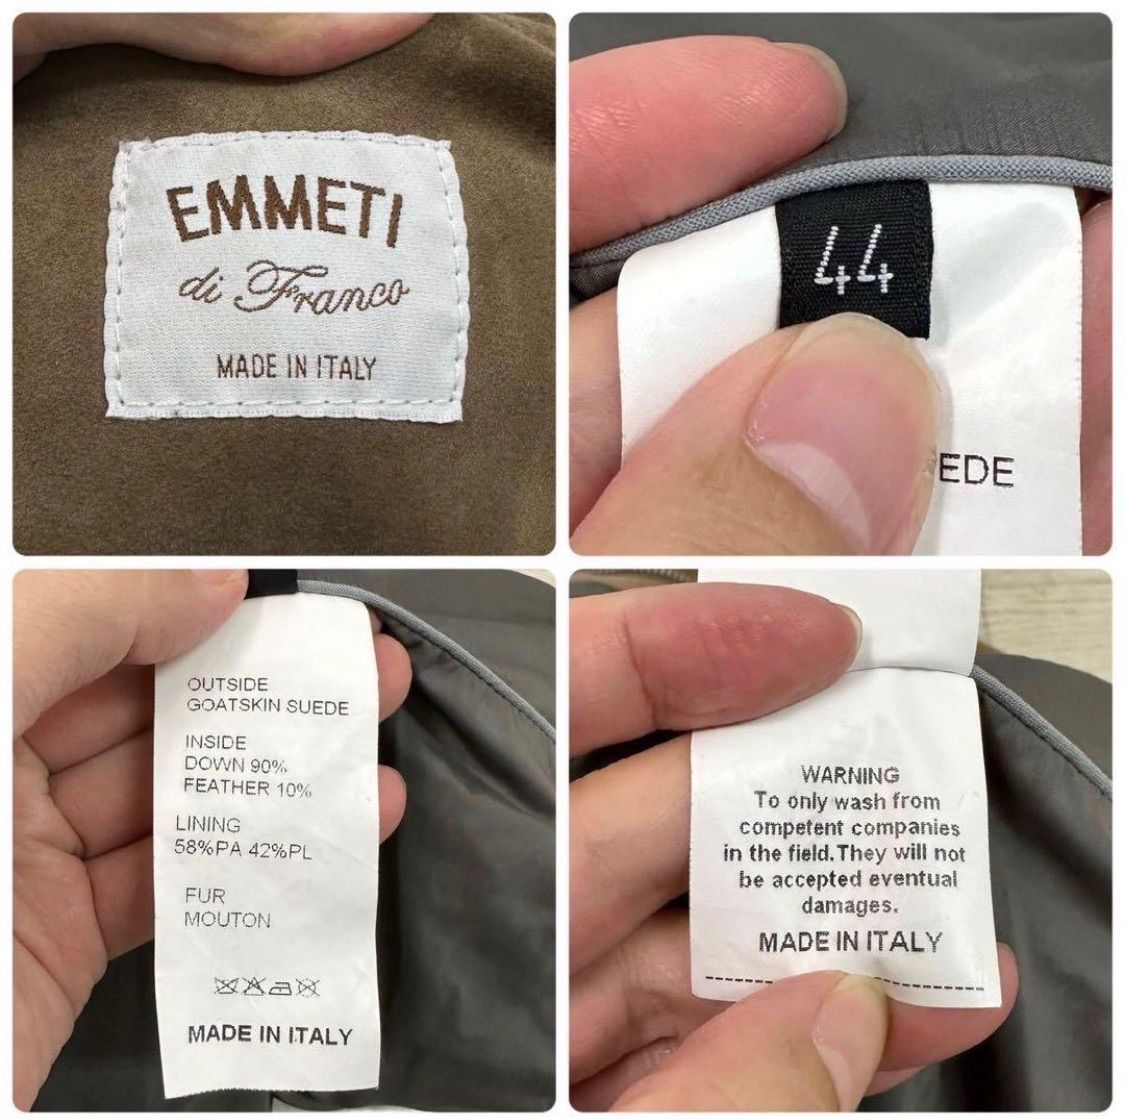 EMMETI
di Franco
MADE IN ITALY
44
EDE
OUTSIDE
GOATSKIN SUEDE
INSIDE
DOWN 90%
FEATHER 10%
LINING
58%PA 42%PL
FUR
MOUTON
MADE IN ITALY
WARNING
To only wash from
competent companies
in the field.They will not
be accepted eventual
damages.
MADE IN ITALY